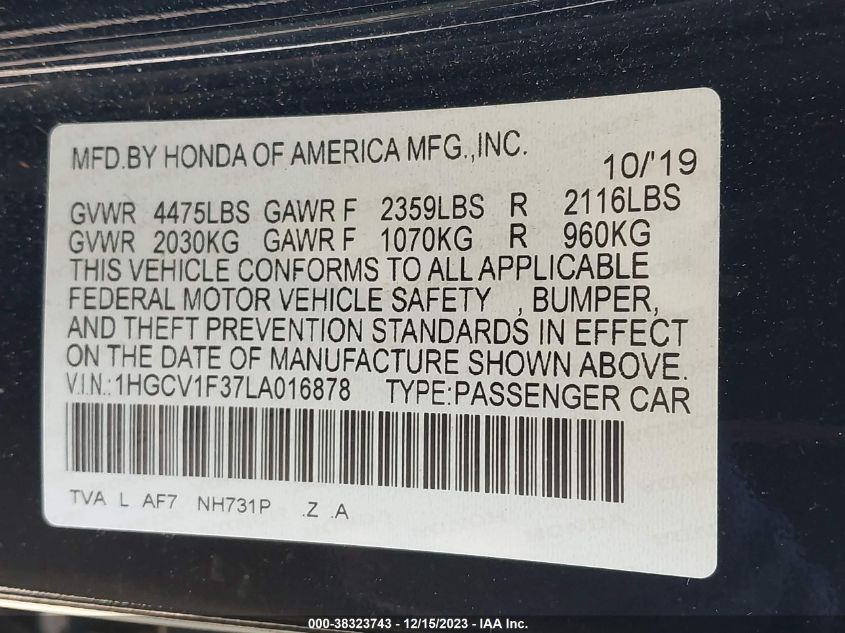 MFD.BY HONDA OF AMERICA MFG.,INC. 10/'19
GVWR 4475LBS GAWR F 2359LBS R 2116LBS
GVWR 2030KG GAWR F 1070KG R 960KG
THIS VEHICLE CONFORMS TO ALL APPLICABLE
FEDERAL MOTOR VEHICLE SAFETY , BUMPER,
AND THEFT PREVENTION STANDARDS IN EFFECT
ON THE DATE OF MANUFACTURE SHOWN ABOVE.
V.I.N.:1HGCV1F37LA016878 TYPE:PASSENGER CAR
TVA L AF7 NH731P .Z .A
000-38323743 - 12/15/2023 - IAA Inc.